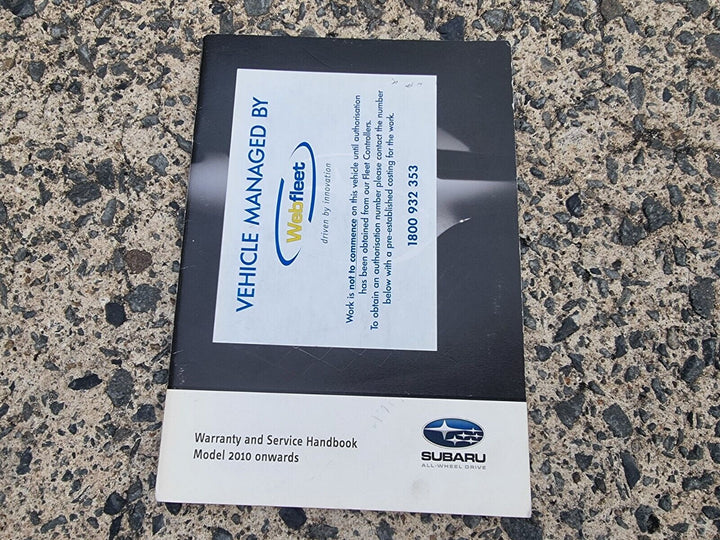 VEHICLE MANAGED BY
Webfleet
driven by innovation
Work is not to commence on this vehicle until authorisation
has been obtained from our Fleet Controllers.
To obtain an authorisation number please contact the number
below with a pre-established costing for the work.
1800 932 353
Warranty and Service Handbook
Model 2010 onwards
SUBARU
ALL-WHEEL DRIVE